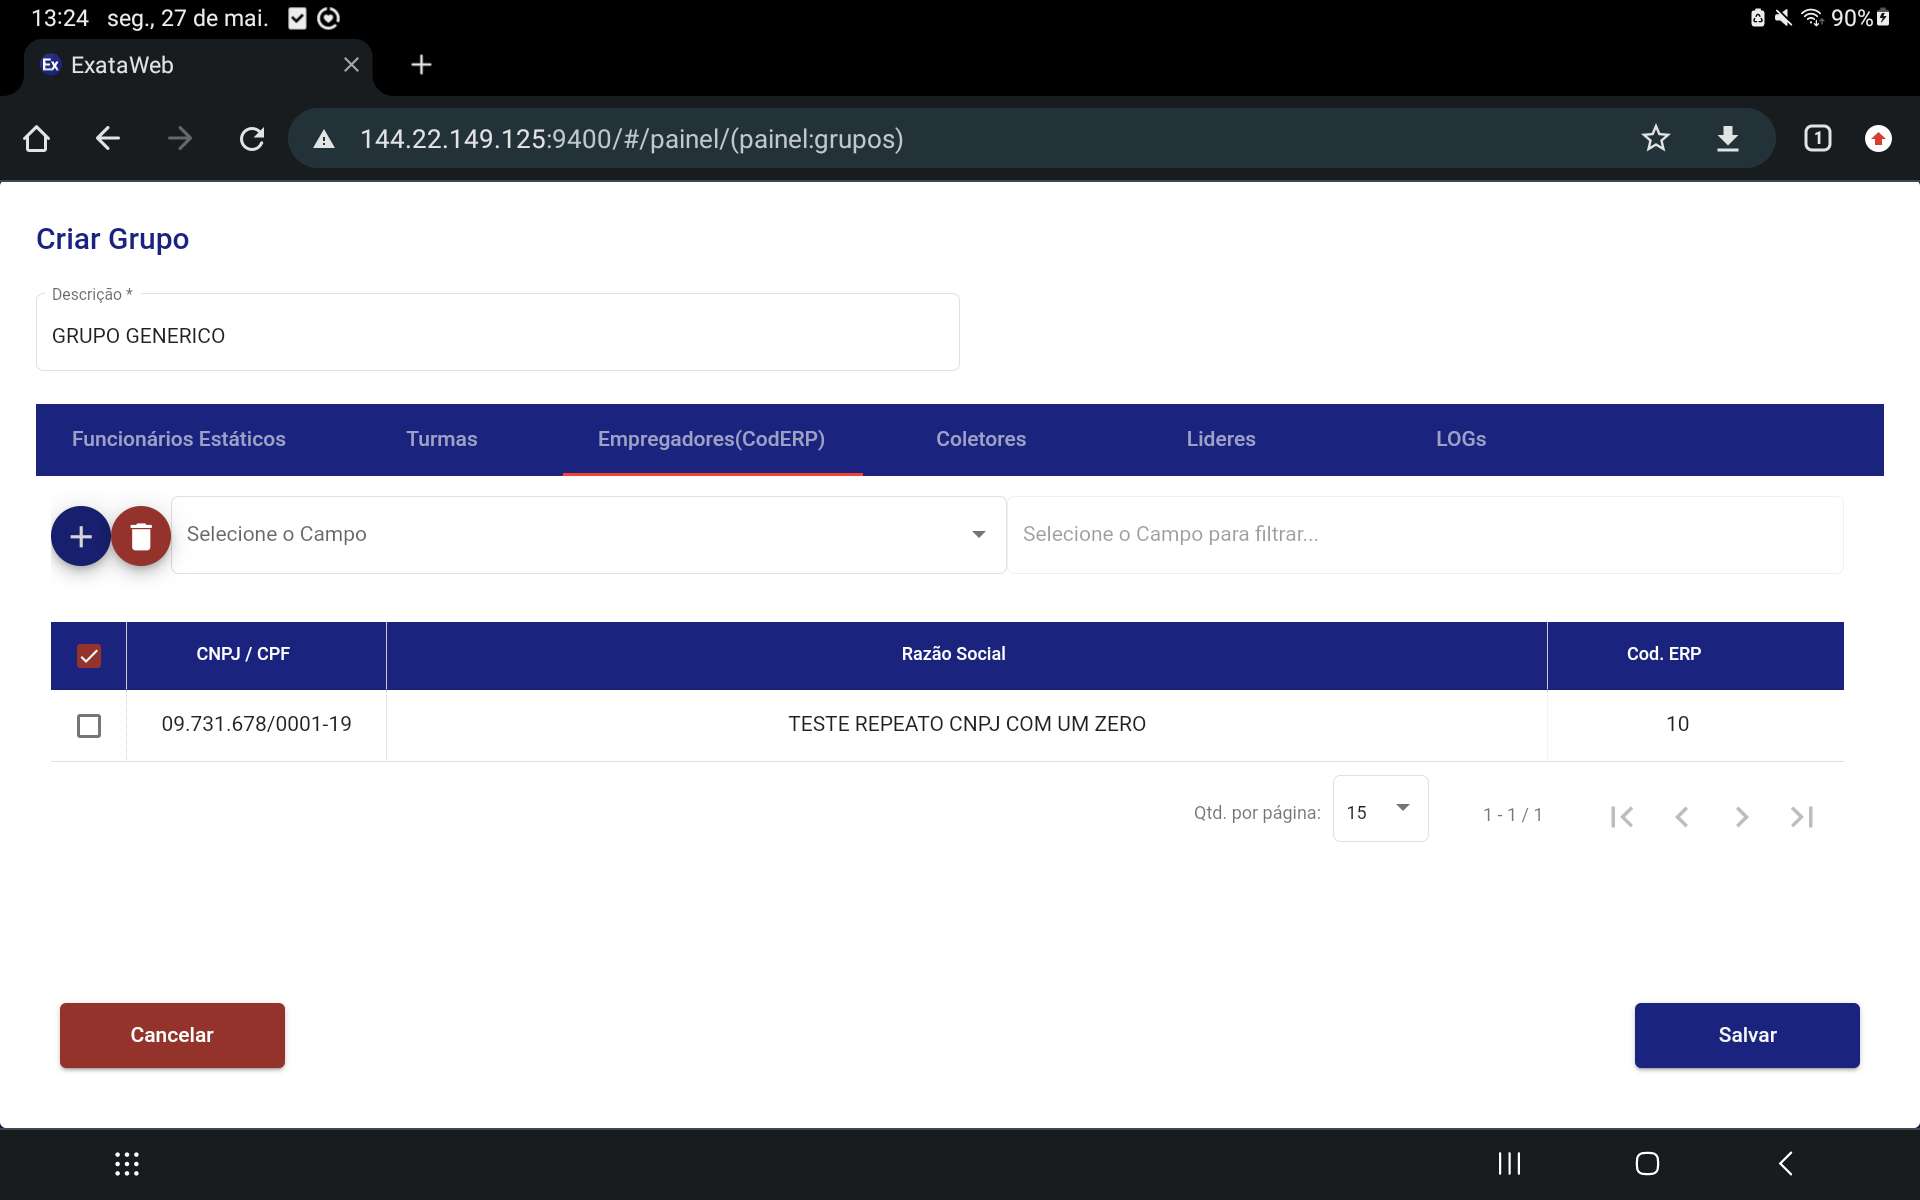 13:24 seg., 27 de mai. 90%
Ex ExataWeb
144.22.149.125:9400/#/painel/(painel:grupos) 1
Criar Grupo
Descrição *
GRUPO GENERICO
Funcionários Estáticos Turmas Empregadores(CodERP) Coletores Lideres LOGs
Selecione o Campo Selecione o Campo para filtrar...
CNPJ / CPF Razão Social Cod. ERP
09.731.678/0001-19 TESTE REPEATO CNPJ COM UM ZERO 10
Qtd. por página: 15 1 - 1 / 1
Cancelar Salvar